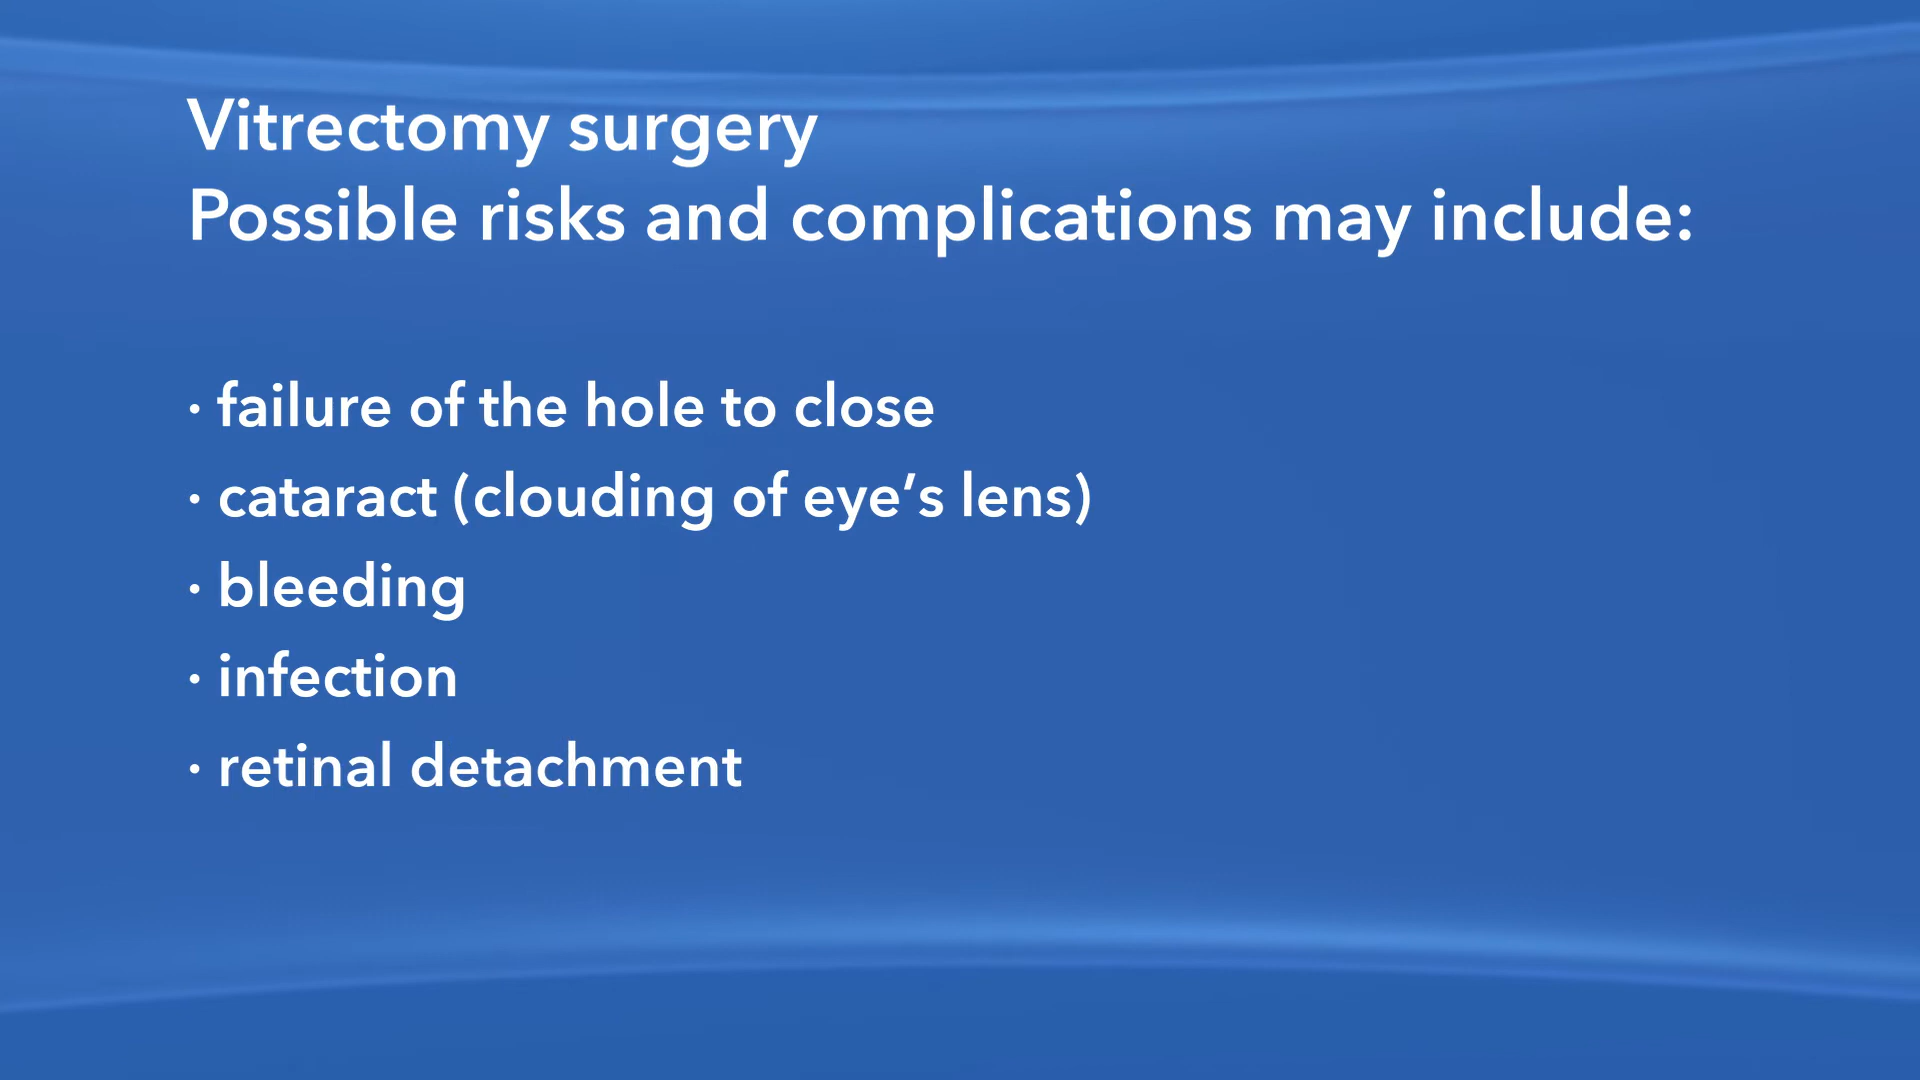 Vitrectomy surgery
Possible risks and complications may include:
· failure of the hole to close
· cataract (clouding of eye’s lens)
· bleeding
· infection
· retinal detachment